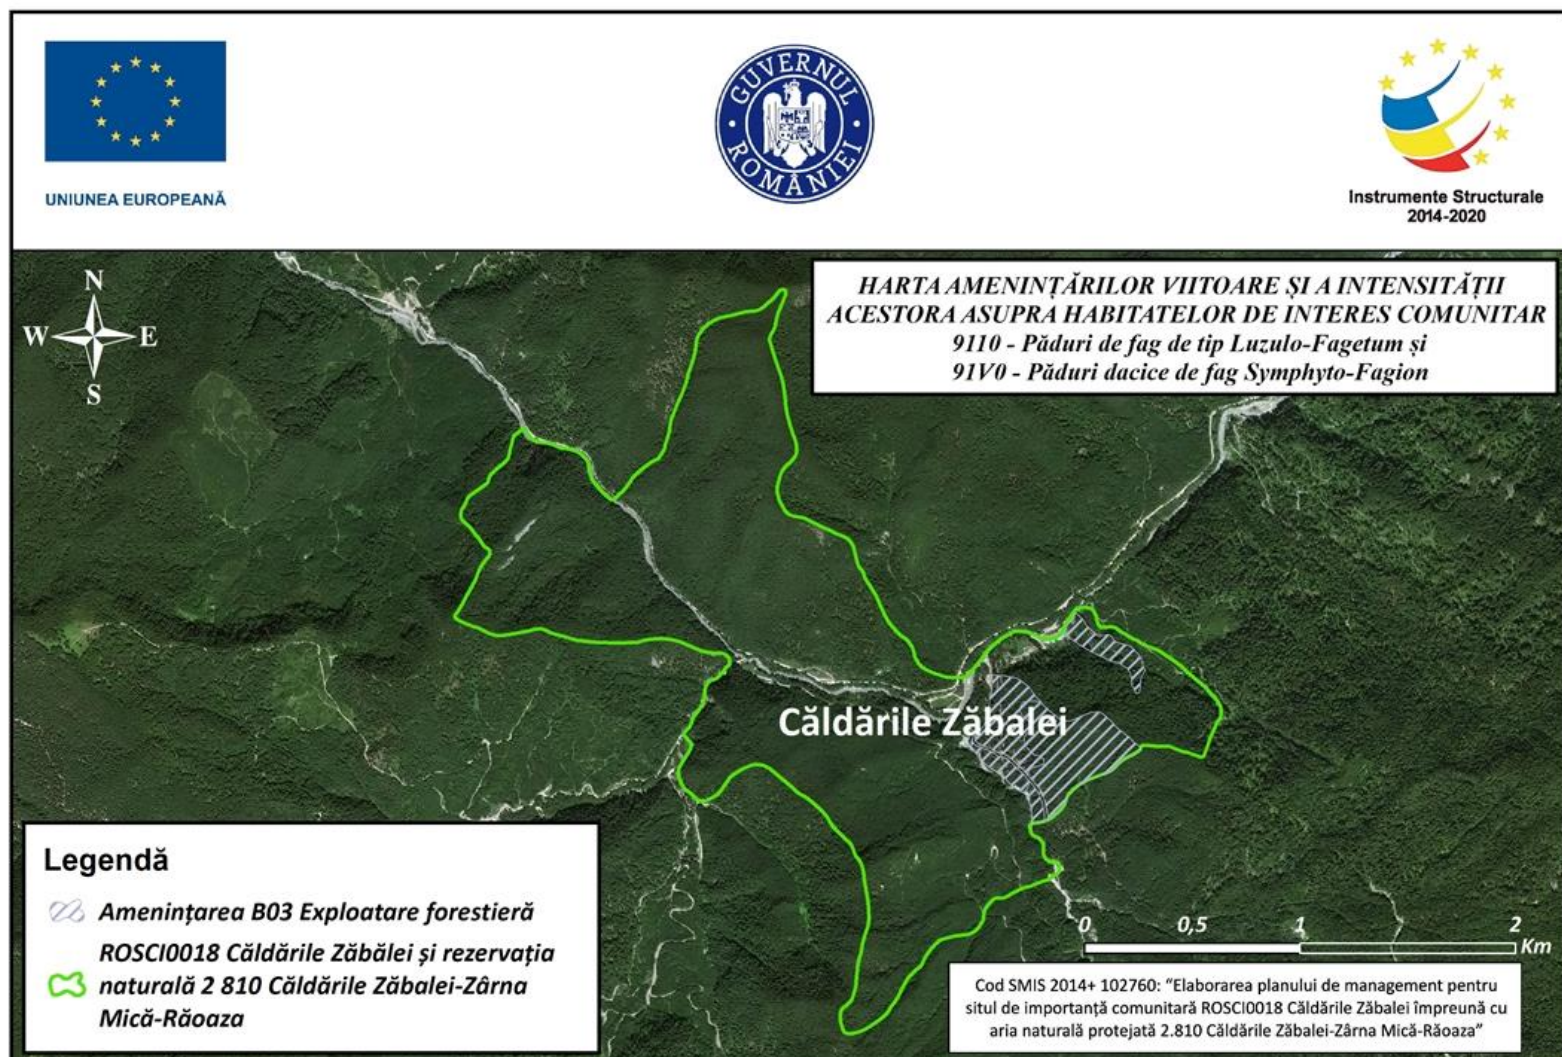 UNIUNEA EUROPEANĂ
GUVERNUL ROMÂNIEI
Instrumente Structurale
2014-2020
HARTA AMENINȚĂRILOR VIITOARE ȘI A INTENSITĂȚII
ACESTORA ASUPRA HABITATELOR DE INTERES COMUNITAR
9110 - Păduri de fag de tip Luzulo-Fagetum și
91V0 - Păduri dacice de fag Symphyto-Fagion
N
W E
S
Căldările Zăbalei
Legendă
Amenințarea B03 Exploatare forestieră
ROSCI0018 Căldările Zăbălei și rezervația
naturală 2 810 Căldările Zăbalei-Zârna
Mică-Răoaza
0 0,5 1 2
Km
Cod SMIS 2014+ 102760: “Elaborarea planului de management pentru
situl de importanță comunitară ROSCI0018 Căldările Zăbalei împreună cu
aria naturală protejată 2.810 Căldările Zăbalei-Zârna Mică-Răoaza”